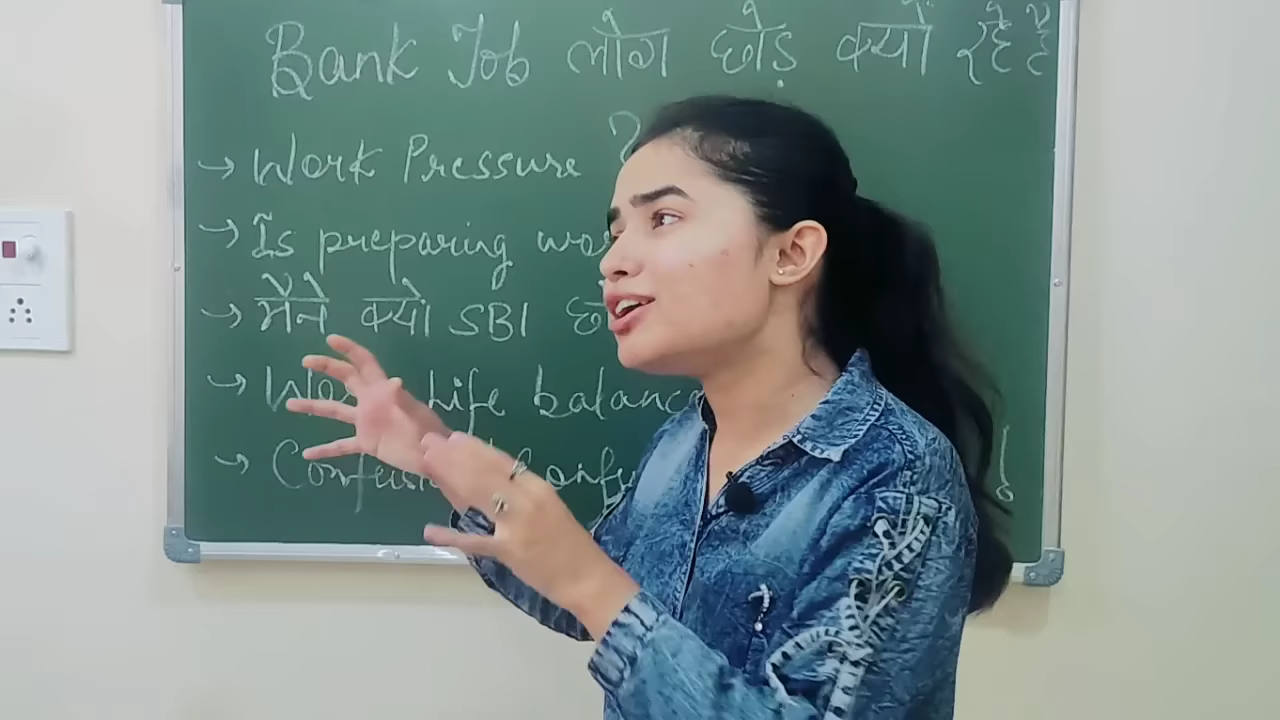 Bank Job लोग छोड़ क्यों रहे हैं
→ Work Pressure ?
→ Is preparing
→ मैंने क्यों SBI
→ Life balance
→